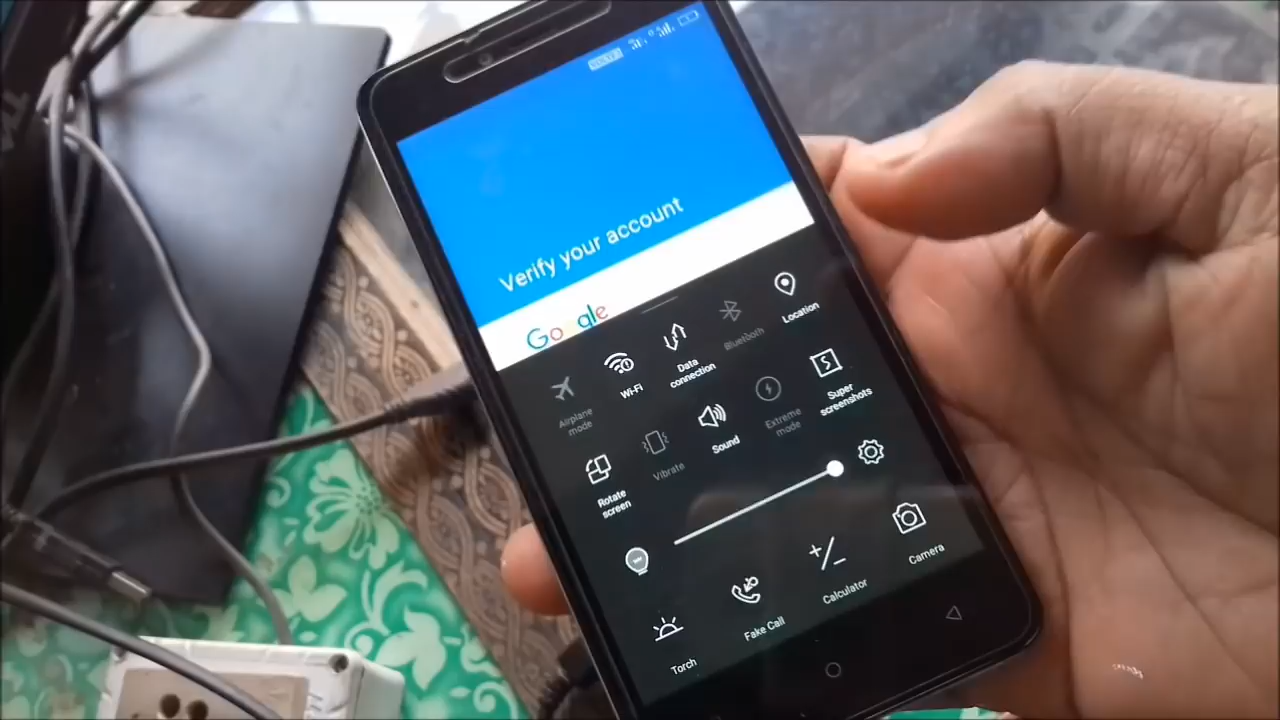 VoLTE
Verify your account
Google
Airplane
mode
Wi-Fi
Data
connection
Bluetooth
Location
Rotate
screen
Vibrate
Sound
Extreme
mode
Super
screenshots
Torch
Fake Call
Calculator
Camera